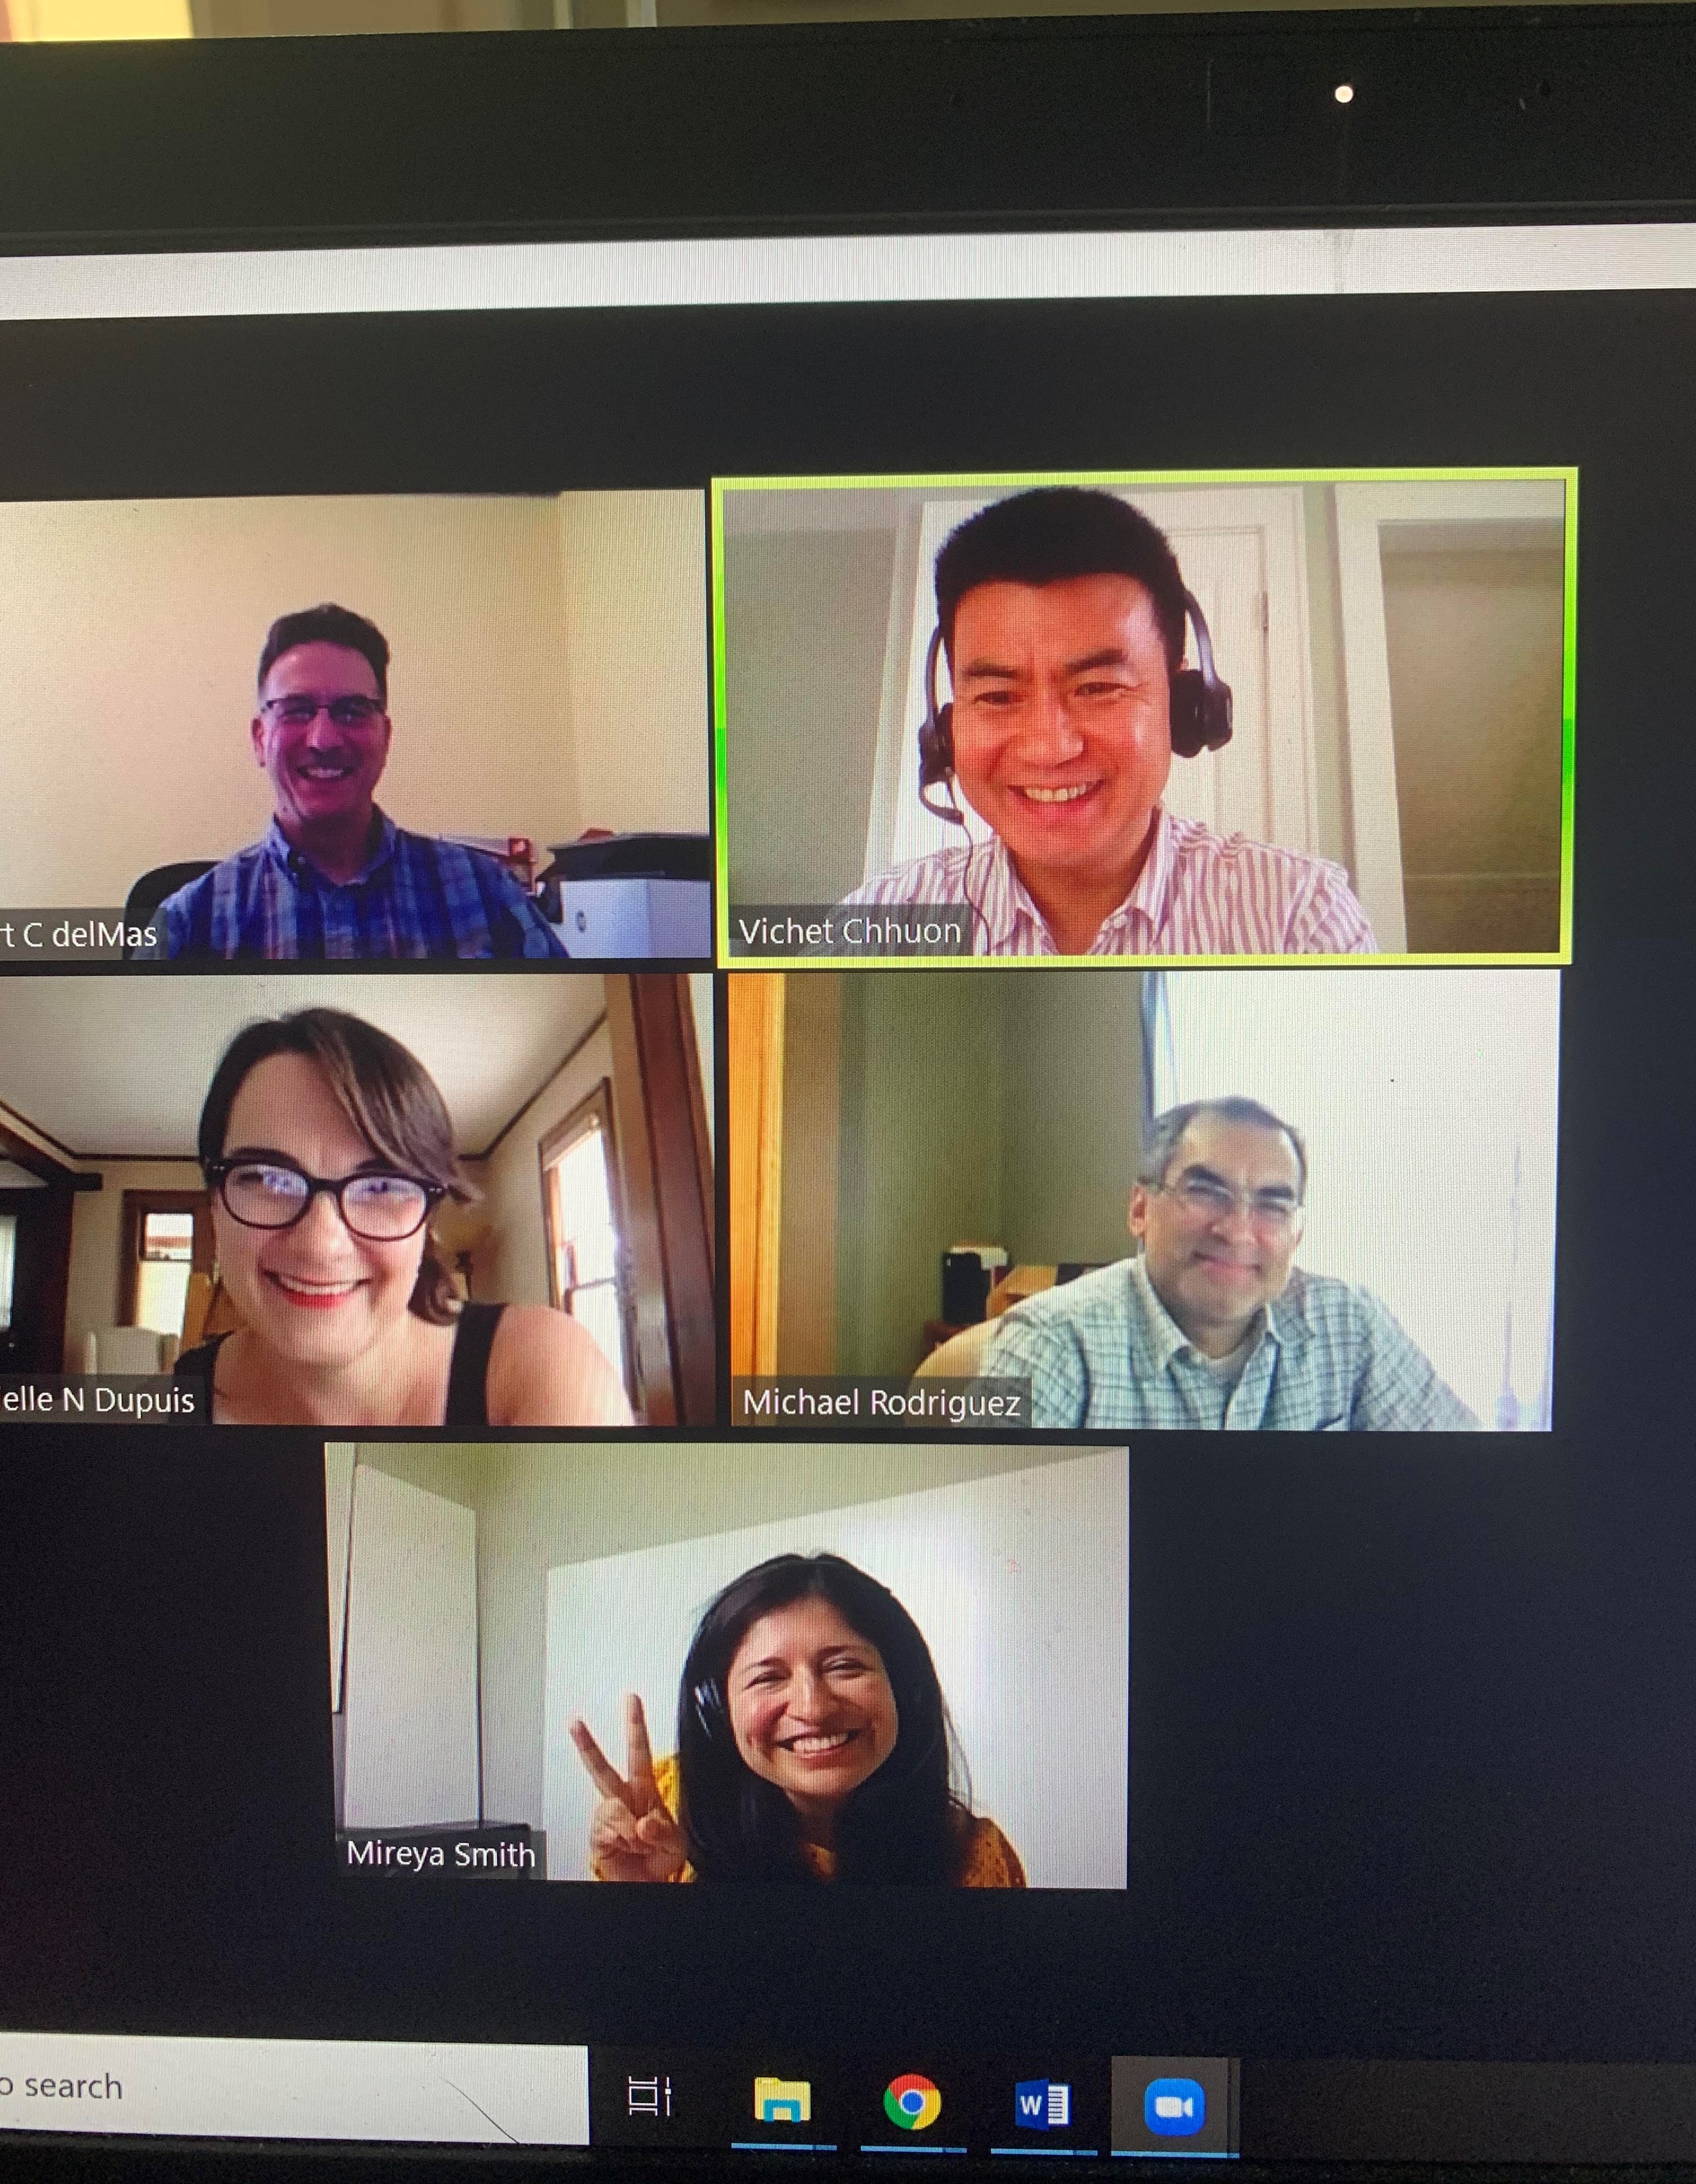 t C delMas
Vichet Chhuon
elle N Dupuis
Michael Rodriguez
Mireya Smith
o search
W